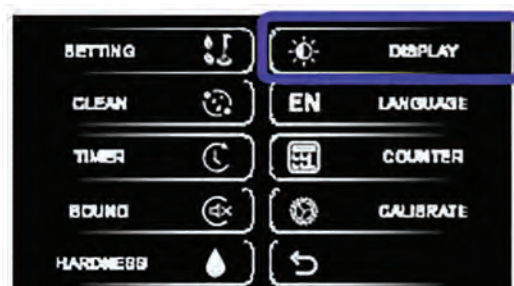 SETTING
DISPLAY
CLEAN
EN LANGUAGE
TIMER
COUNTER
SOUND
CALIBRATE
HARDNESS